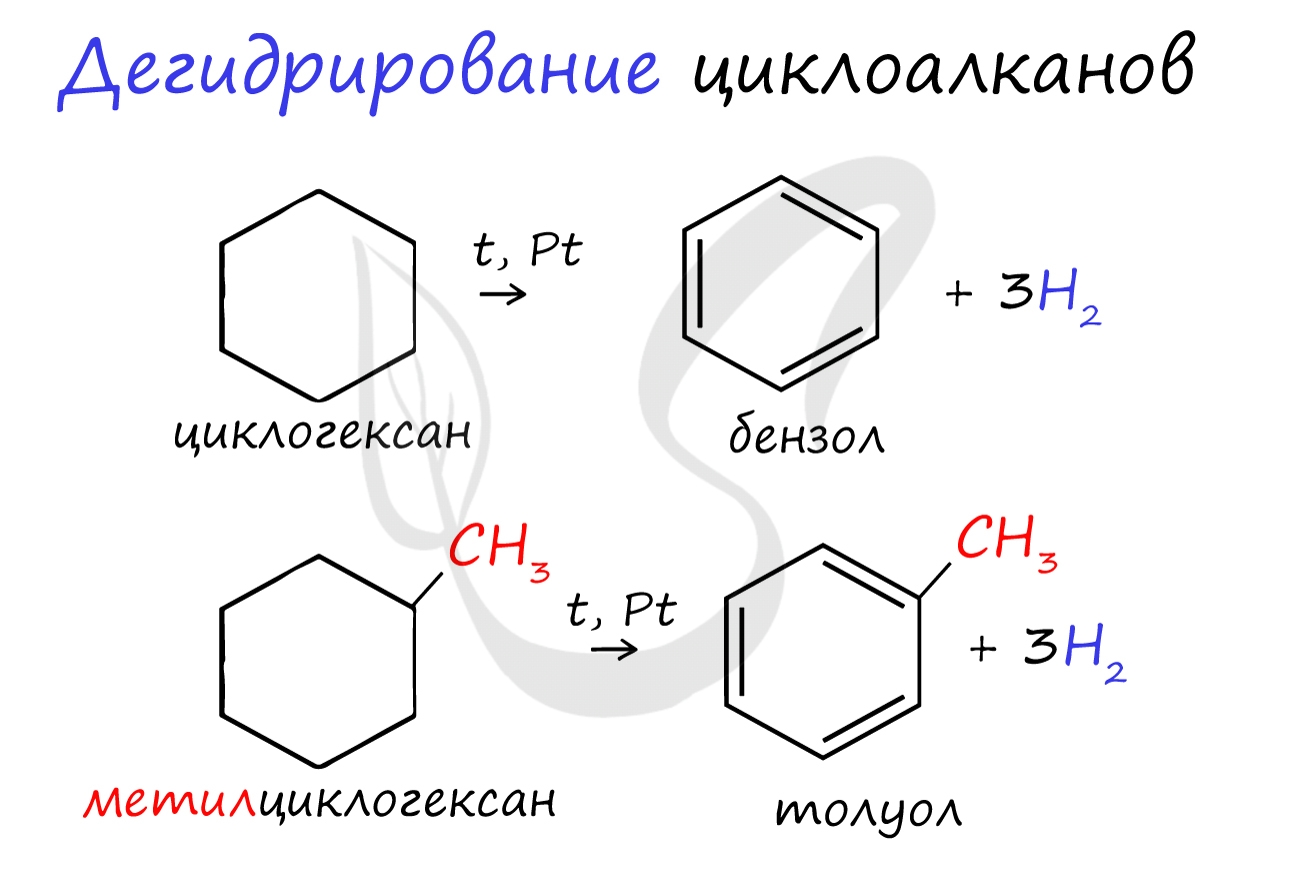 Дегидрирование циклоалканов
t, Pt
→
+ 3H₂
циклогексан
бензол
CH₃
CH₃
t, Pt
→
+ 3H₂
метилциклогексан
толуол